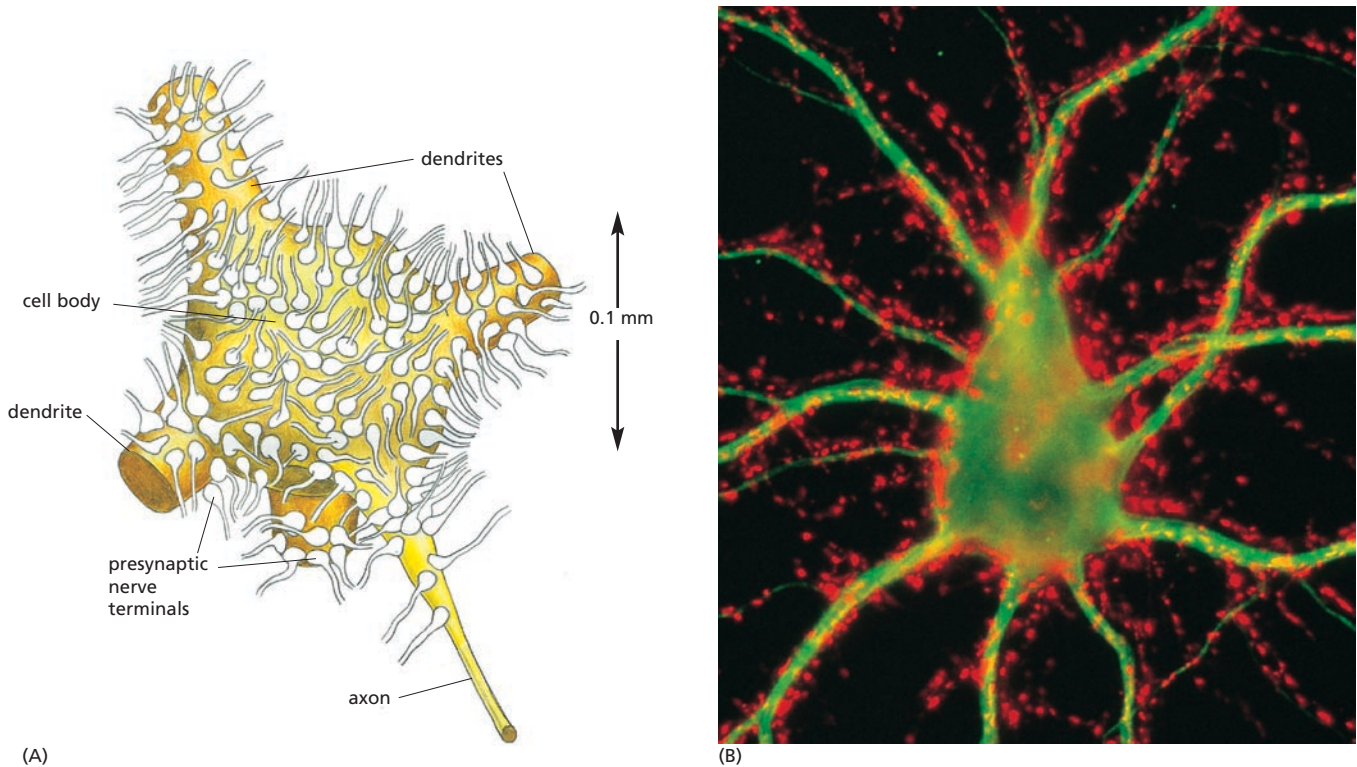 dendrites
cell body
0.1 mm
dendrite
presynaptic
nerve
terminals
axon
(A)
(B)